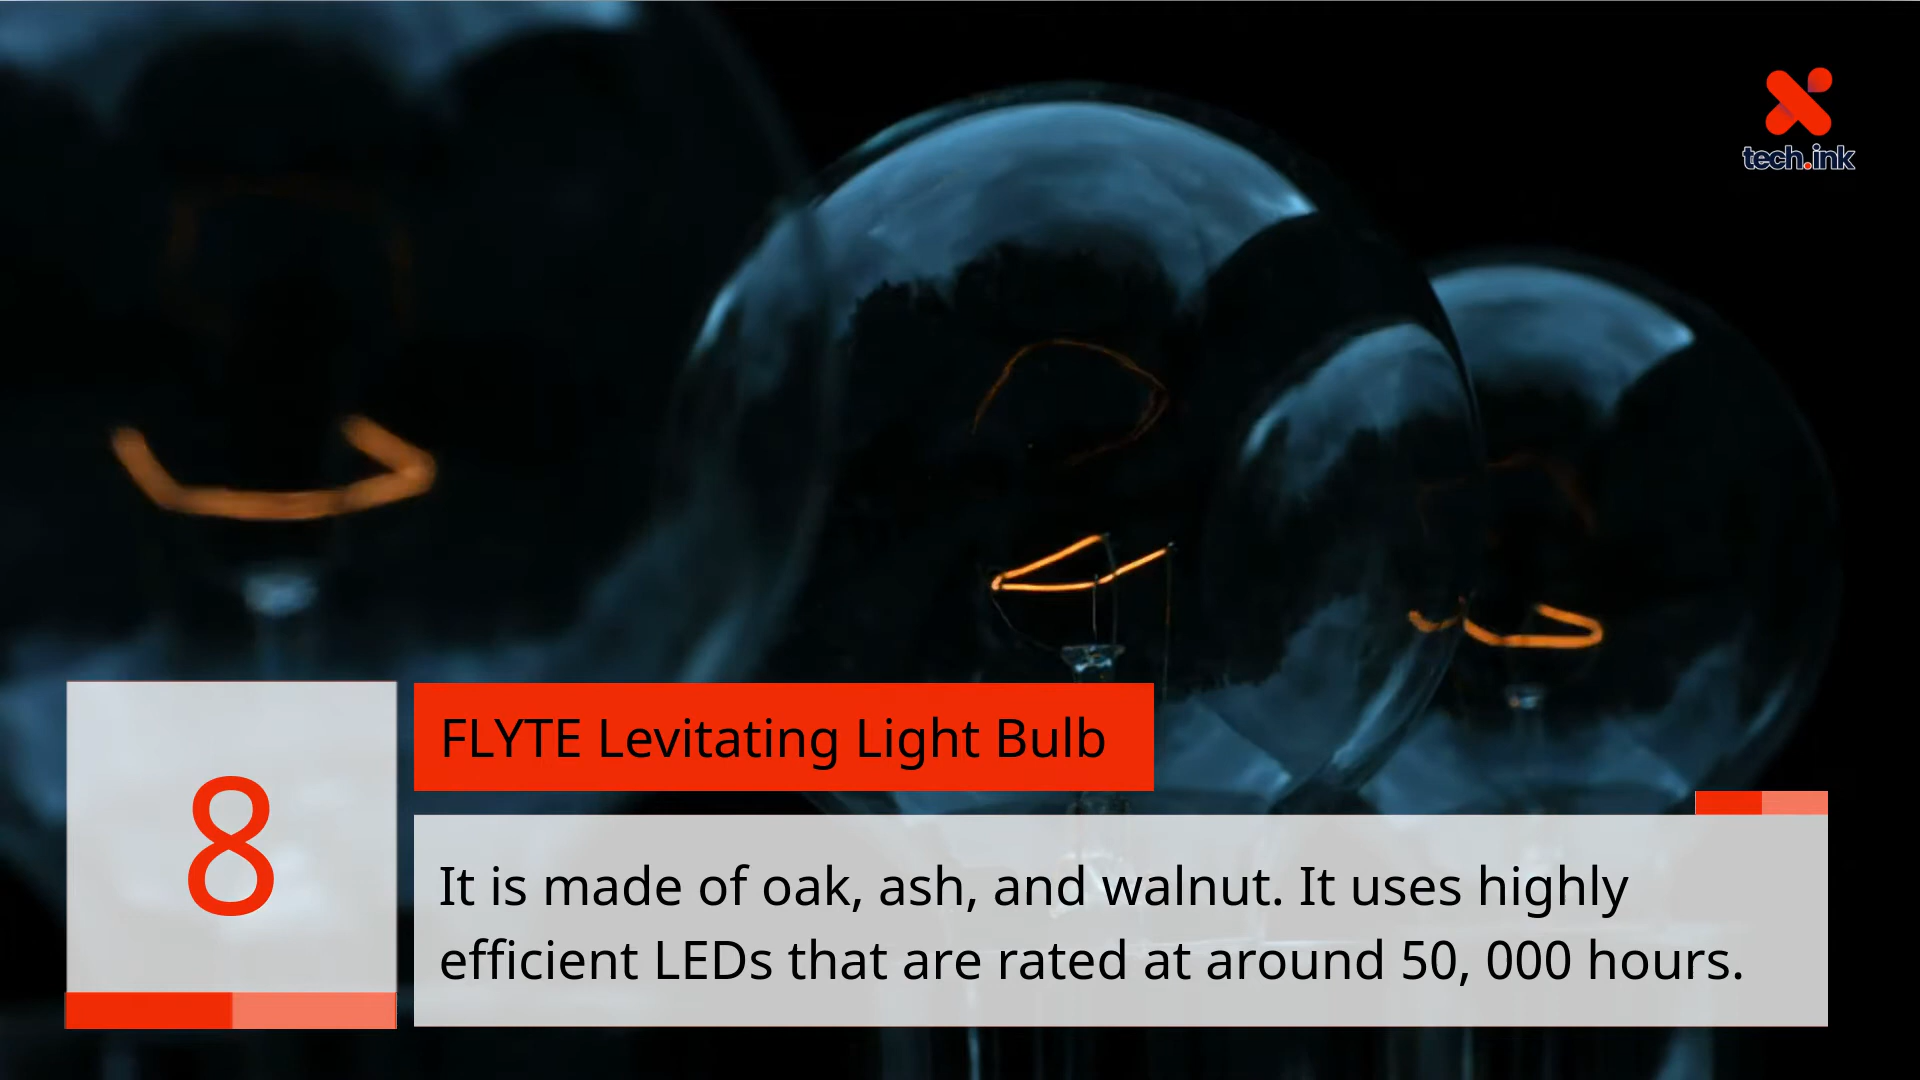 tech.ink
8
FLYTE Levitating Light Bulb
It is made of oak, ash, and walnut. It uses highly
efficient LEDs that are rated at around 50, 000 hours.